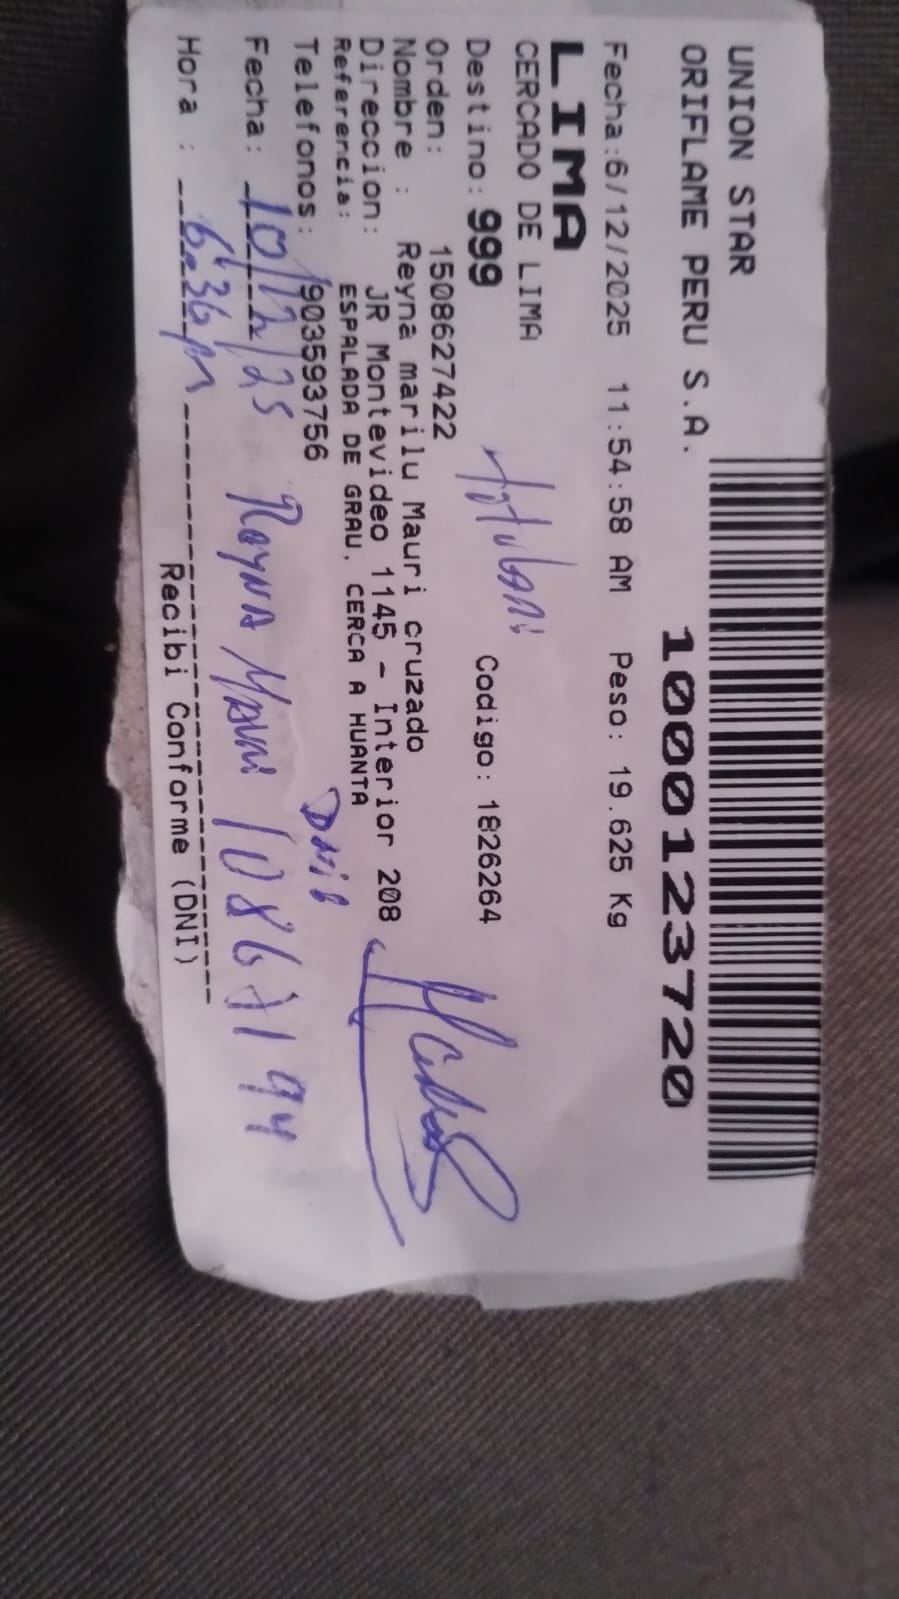 UNION STAR
ORIFLAME PERU S.A.
1000123720
Fecha:6/12/2025 11:54:58 AM Peso: 19.625 Kg
LIMA
CERCADO DE LIMA
Destino: 999 Codigo: 1826264
Orden: 1508627422
Nombre : Reyna marilu Mauri cruzado
Direccion: JR Montevideo 1145 - Interior 208
Referencia: ESPALADA DE GRAU, CERCA A HUANTA
Telefonos: 903593756
Fecha: 10/12/25 Reyna Mauri
Hora : 6:36 pm
Recibi Conforme (DNI)